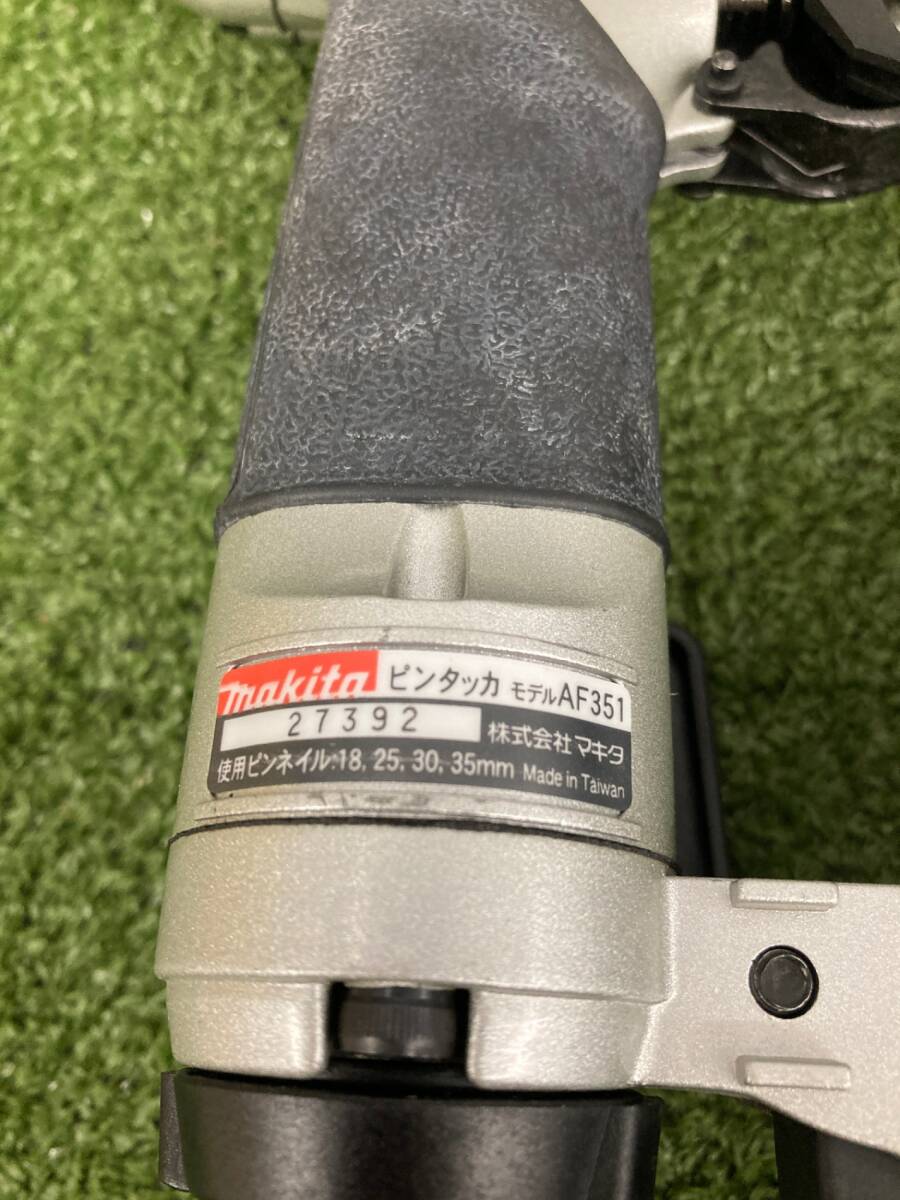 makita ピンタッカ モデルAF351
27392 株式会社マキタ
使用ピンネイル:18, 25, 30, 35mm Made in Taiwan